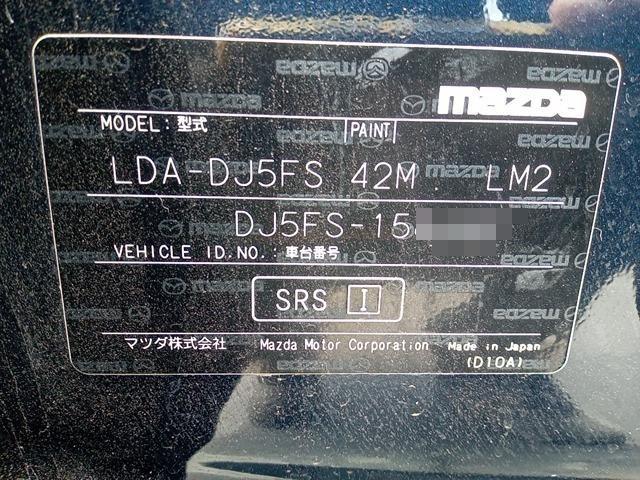 mazda
MODEL : 型式 PAINT
LDA-DJ5FS 42M LM2
DJ5FS-15
VEHICLE ID.NO. : 車台番号
SRS I
マツダ株式会社 Mazda Motor Corporation Made in Japan
(D10A)